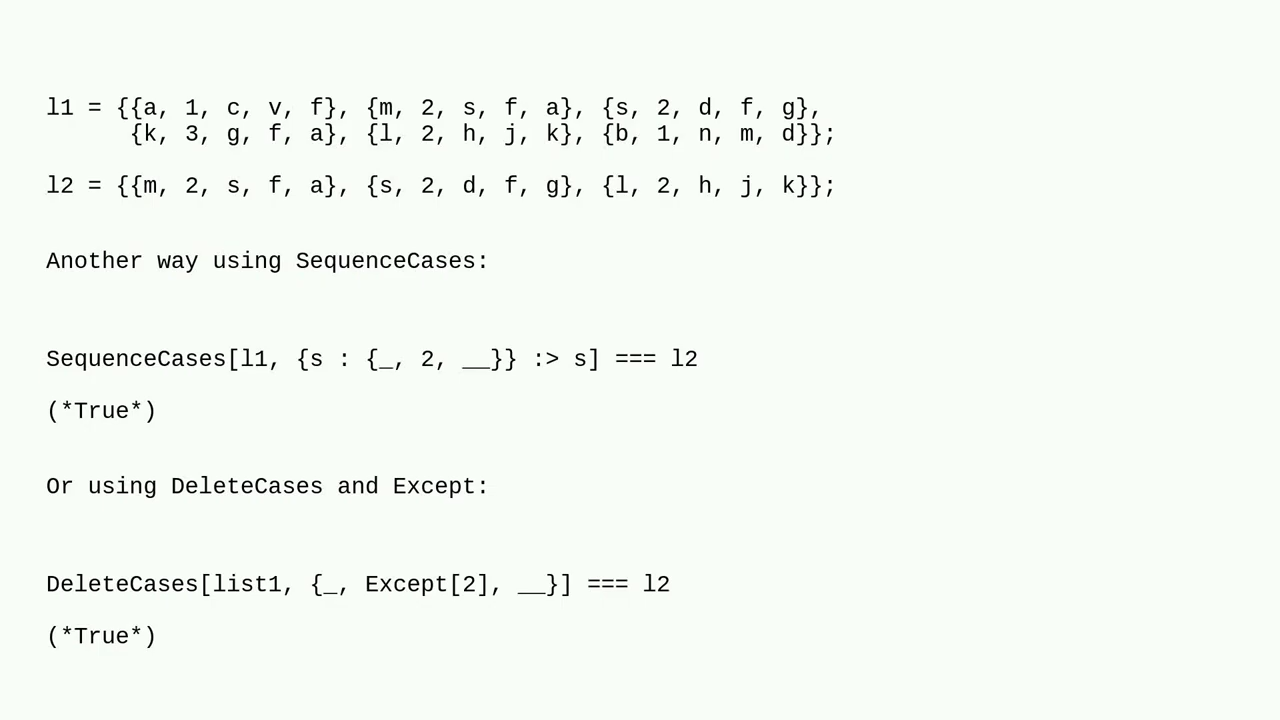 l1 = {{a, 1, c, v, f}, {m, 2, s, f, a}, {s, 2, d, f, g},
{k, 3, g, f, a}, {l, 2, h, j, k}, {b, 1, n, m, d}};
l2 = {{m, 2, s, f, a}, {s, 2, d, f, g}, {l, 2, h, j, k}};
Another way using SequenceCases:
SequenceCases[l1, {s : {_, 2, __}} :> s] === l2
(*True*)
Or using DeleteCases and Except:
DeleteCases[list1, {_, Except[2], __}] === l2
(*True*)